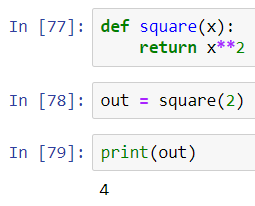 In [77]: def square(x):
    return x**2
In [78]: out = square(2)
In [79]: print(out)
4